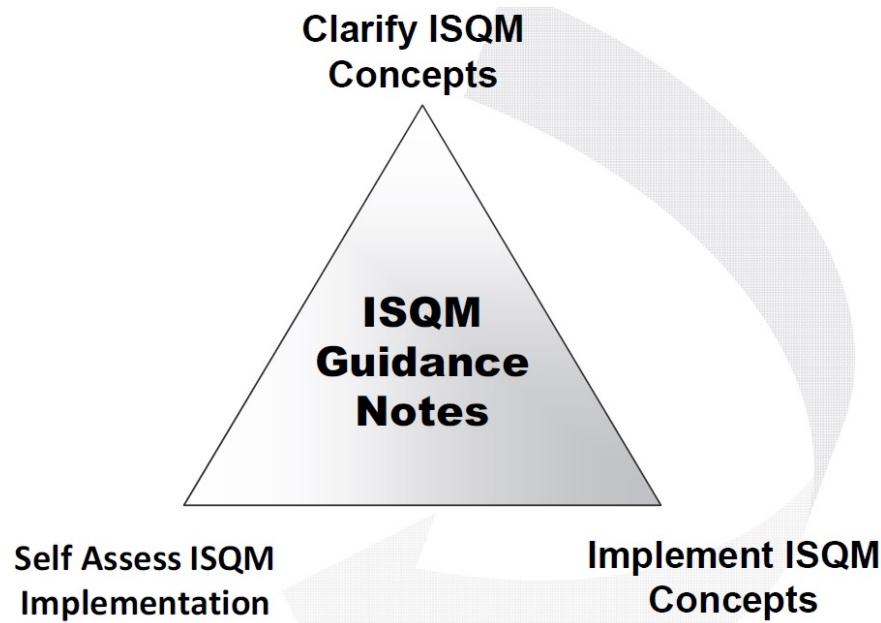 Clarify ISQM
Concepts
ISQM
Guidance
Notes
Self Assess ISQM
Implementation
Implement ISQM
Concepts